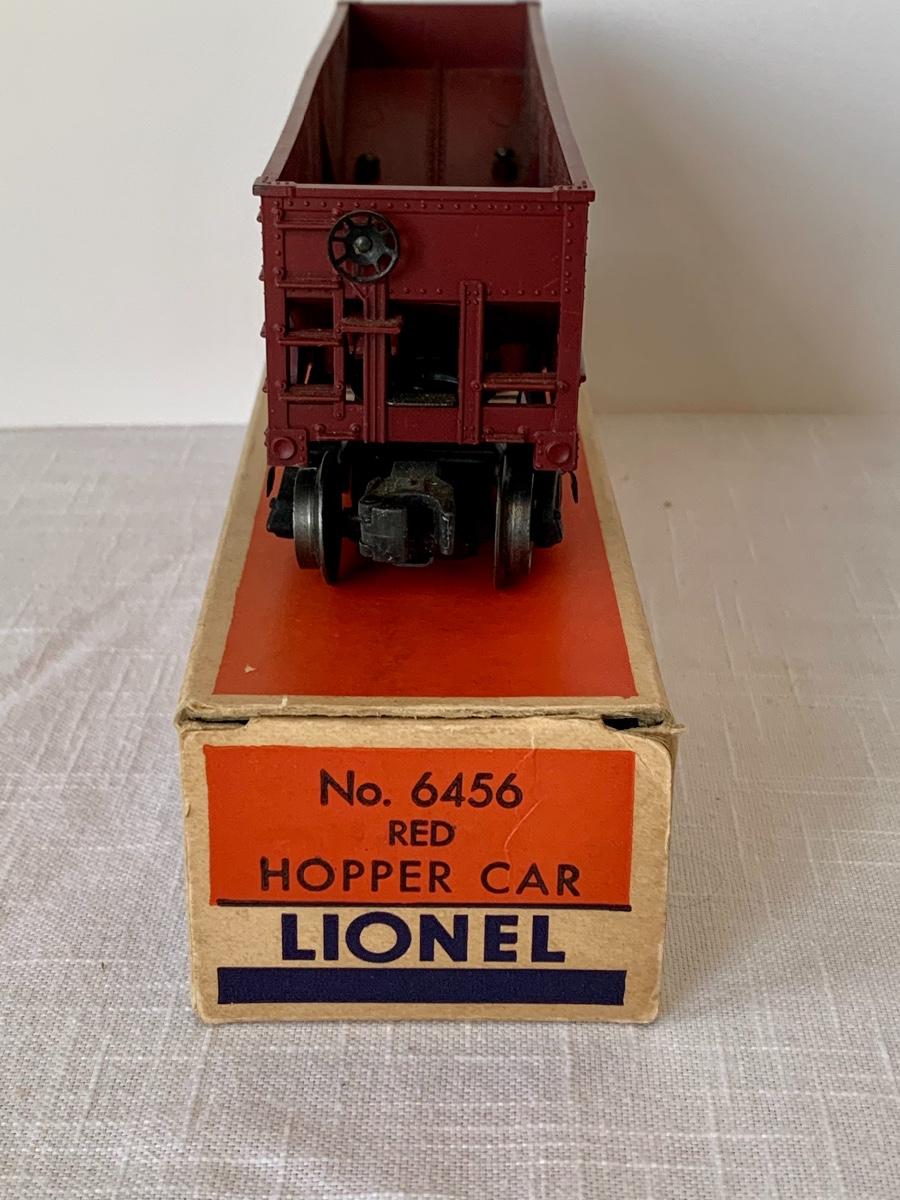 No. 6456
RED
HOPPER CAR
LIONEL